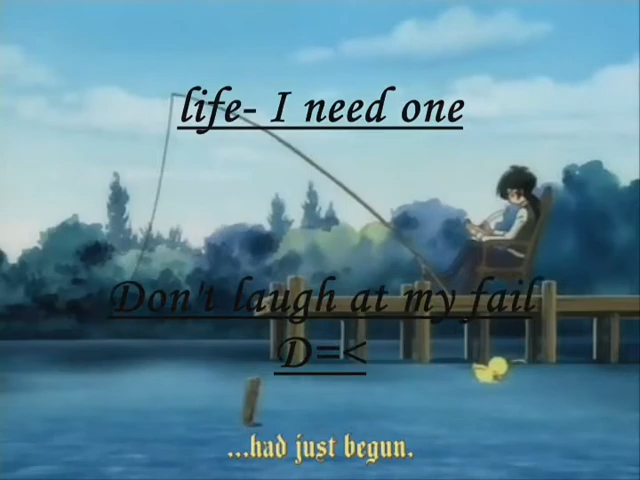 life- I need one
Don't laugh at my fail
D=<
...had just begun.